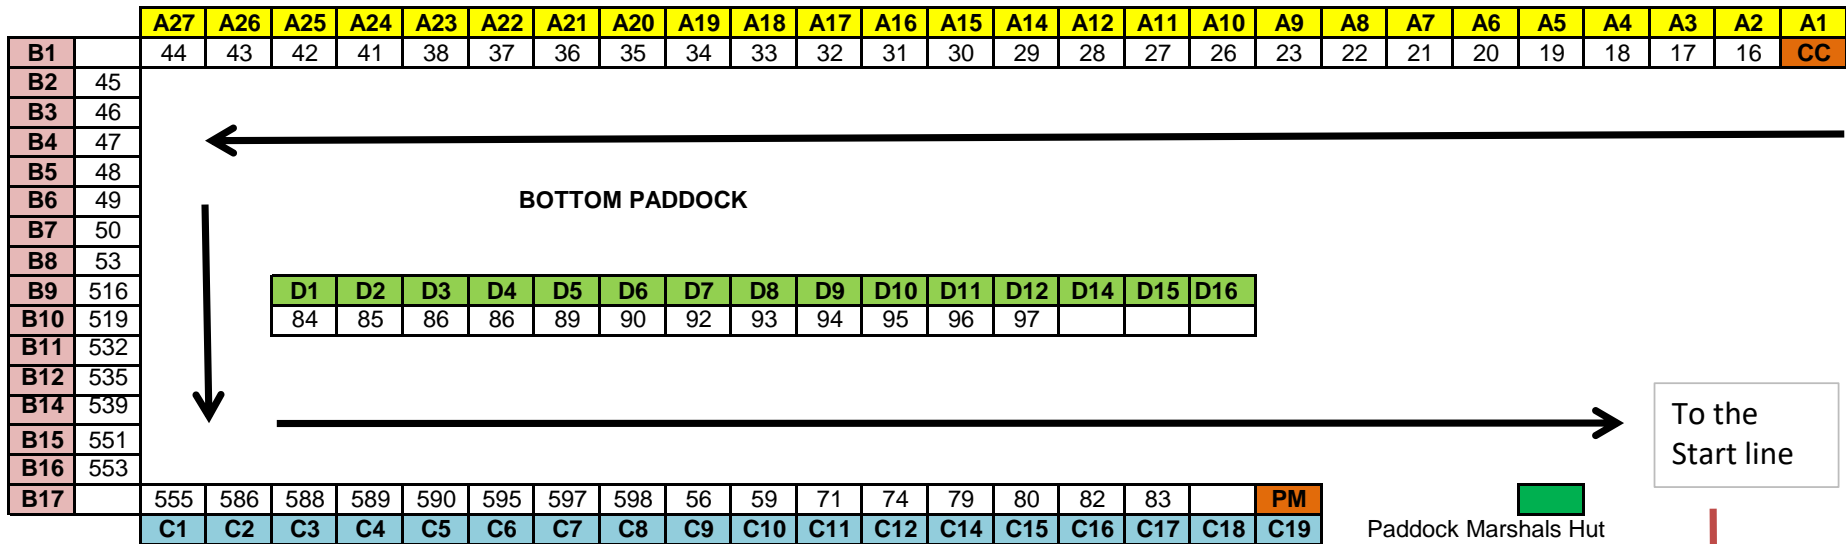 A27 A26 A25 A24 A23 A22 A21 A20 A19 A18 A17 A16 A15 A14 A12 A11 A10 A9 A8 A7 A6 A5 A4 A3 A2 A1
B1 44 43 42 41 38 37 36 35 34 33 32 31 30 29 28 27 26 23 22 21 20 19 18 17 16 CC
B2 45
B3 46
B4 47
B5 48
B6 49 BOTTOM PADDOCK
B7 50
B8 53
B9 516 D1 D2 D3 D4 D5 D6 D7 D8 D9 D10 D11 D12 D14 D15 D16
B10 519 84 85 86 86 89 90 92 93 94 95 96 97
B11 532
B12 535
B14 539 To the
B15 551 Start line
B16 553
B17 555 586 588 589 590 595 597 598 56 59 71 74 79 80 82 83 PM
C1 C2 C3 C4 C5 C6 C7 C8 C9 C10 C11 C12 C14 C15 C16 C17 C18 C19 Paddock Marshals Hut